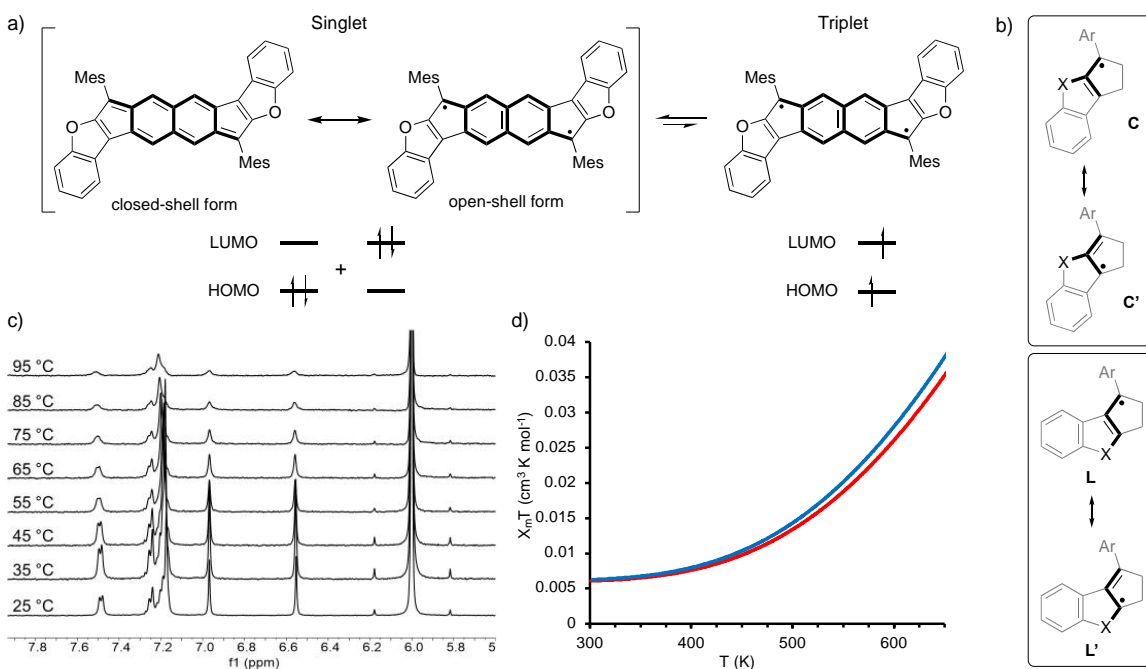 a)
Singlet
Triplet
b)
Mes
O
O
Mes
closed-shell form
Mes
O
O
Mes
open-shell form
Mes
O
O
Mes
LUMO
HOMO
+
LUMO
HOMO
Ar
X
C
Ar
X
C'
Ar
X
L
Ar
X
L'
c)
95 °C
85 °C
75 °C
65 °C
55 °C
45 °C
35 °C
25 °C
7.8 7.6 7.4 7.2 7.0 6.8 6.6 6.4 6.2 6.0 5
f1 (ppm)
d)
XmT (cm3 K mol-1)
0.04
0.035
0.03
0.025
0.02
0.015
0.01
0.005
0
300 400 500 600
T (K)